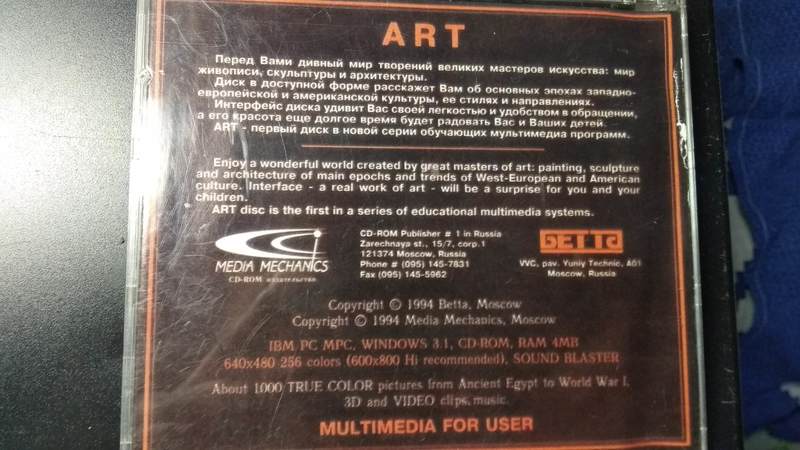 ART
Перед Вами дивный мир творений великих мастеров искусства: мир
живописи, скульптуры и архитектуры.
Диск в доступной форме расскажет Вам об основных эпохах западно-
европейской и американской культуры, ее стилях и направлениях.
Интерфейс диска удивит Вас своей легкостью и удобством в обращении,
а его красота еще долгое время будет радовать Вас и Ваших детей.
ART - первый диск в новой серии обучающих мультимедиа программ.
Enjoy a wonderful world created by great masters of art: painting, sculpture
and architecture of main epochs and trends of West-European and American
culture. Interface - a real work of art - will be a surprise for you and your
children.
ART disc is the first in a series of educational multimedia systems.
MEDIA MECHANICS
CD-ROM издательство
CD-ROM Publisher # 1 in Russia
Zarechnaya st., 15/7, corp.1
121374 Moscow, Russia
Phone # (095) 145-7831
Fax (095) 145-5962
БЕТТА
VVC, pav. Yuniy Technic, A01
Moscow, Russia
Copyright © 1994 Betta, Moscow
Copyright © 1994 Media Mechanics, Moscow
IBM PC MPC, WINDOWS 3.1, CD-ROM, RAM 4MB
640x480 256 colors (600x800 Hi recommended), SOUND BLASTER
About 1000 TRUE COLOR pictures from Ancient Egypt to World War I.
3D and VIDEO clips, music.
MULTIMEDIA FOR USER